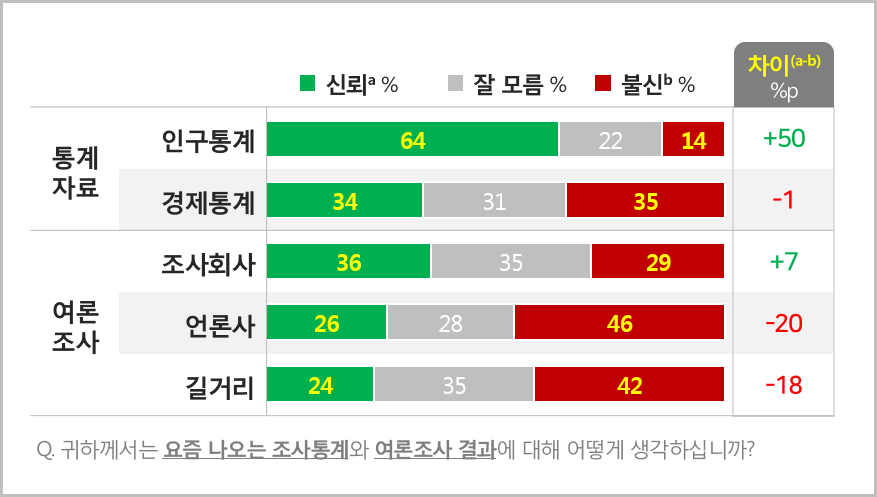 신뢰ᵃ % 잘 모름 % 불신ᵇ % 차이(a-b)
%p
통계
자료
인구통계 64 22 14 +50
경제통계 34 31 35 -1
여론
조사
조사회사 36 35 29 +7
언론사 26 28 46 -20
길거리 24 35 42 -18
Q. 귀하께서는 요즘 나오는 조사통계와 여론조사 결과에 대해 어떻게 생각하십니까?